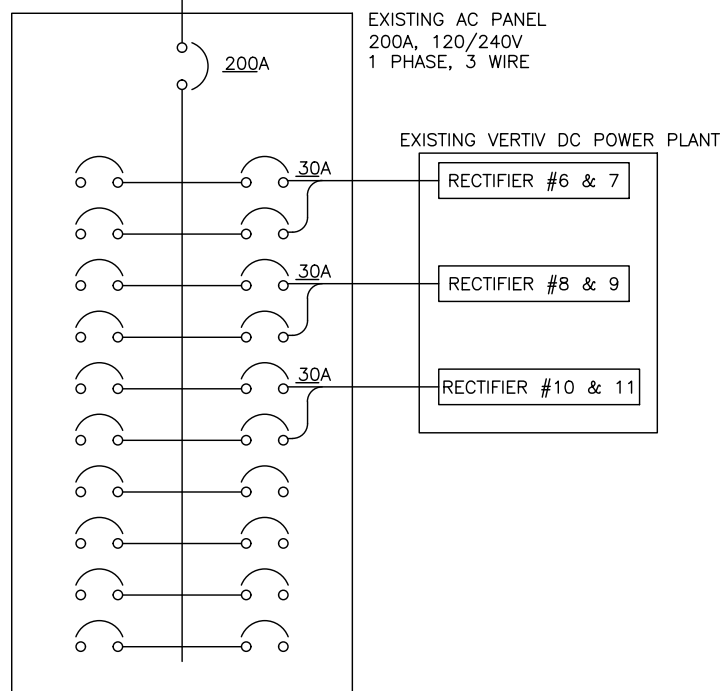 EXISTING AC PANEL
200A, 120/240V
1 PHASE, 3 WIRE
200A
EXISTING VERTIV DC POWER PLANT
30A
RECTIFIER #6 & 7
30A
RECTIFIER #8 & 9
30A
RECTIFIER #10 & 11